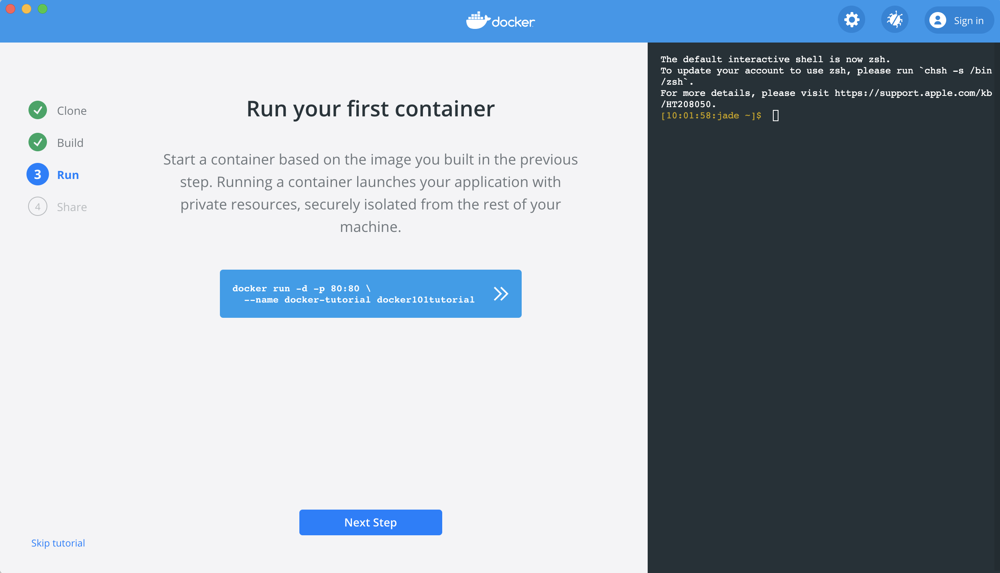 docker
Sign in
Clone
Build
3 Run
4 Share
Run your first container
Start a container based on the image you built in the previous
step. Running a container launches your application with
private resources, securely isolated from the rest of your
machine.
docker run -d -p 80:80 \
--name docker-tutorial docker101tutorial
Next Step
Skip tutorial
The default interactive shell is now zsh.
To update your account to use zsh, please run `chsh -s /bin
/zsh`.
For more details, please visit https://support.apple.com/kb
/HT208050.
[10:01:58:jade ~]$